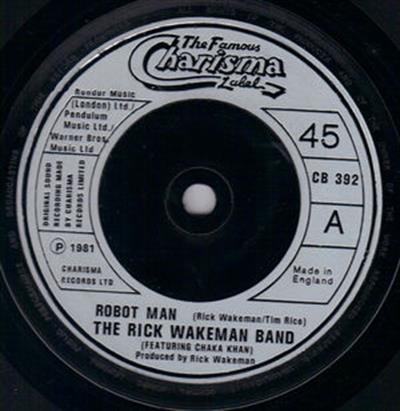 The Famous
Charisma
Label
Rondor Music
(London) Ltd./
Pendulum
Music Ltd./
Warner Bros.
Music Ltd
ORIGINAL SOUND
RECORDING MADE
BY CHARISMA
RECORDS LIMITED
℗ 1981
CHARISMA
RECORDS LTD
45
CB 392
A
Made in
England
ROBOT MAN (Rick Wakeman/Tim Rice)
THE RICK WAKEMAN BAND
(FEATURING CHAKA KHAN)
Produced by Rick Wakeman